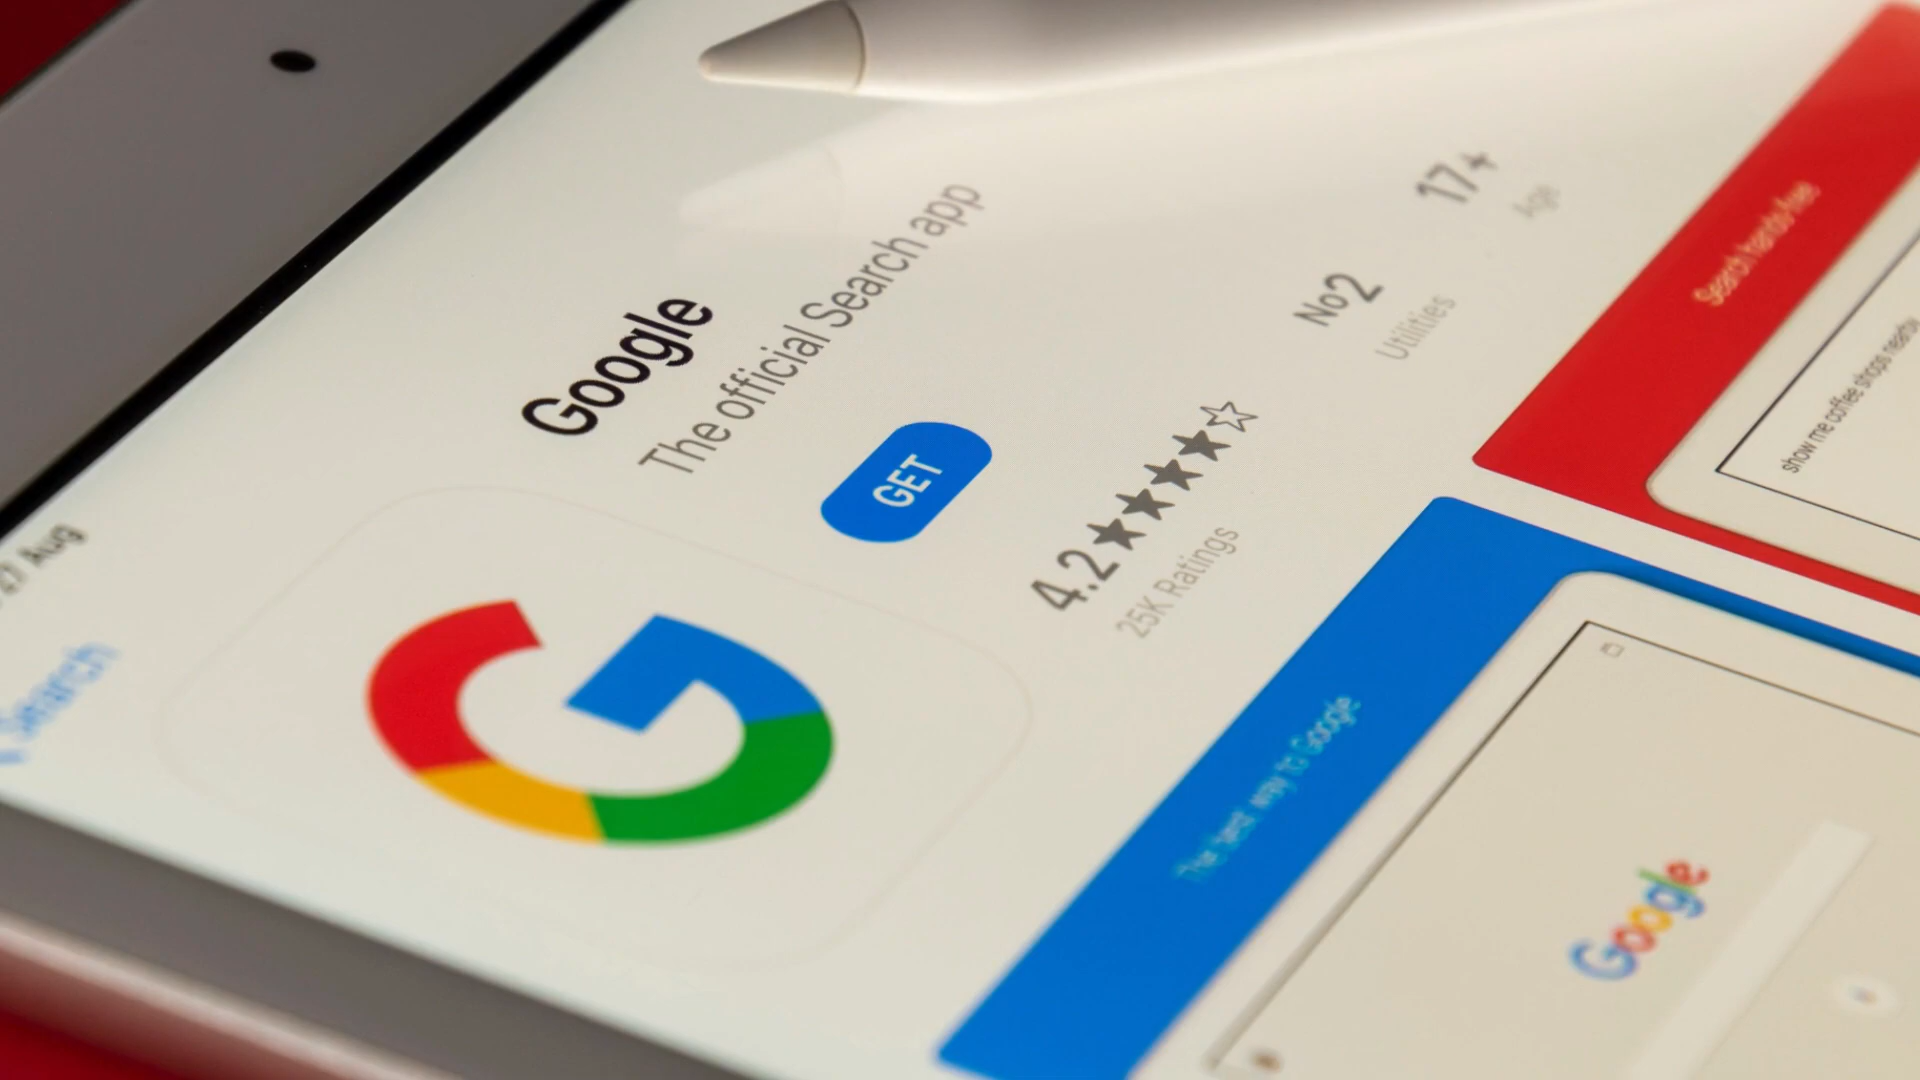 27 Aug
Search
Google
The official Search app
GET
4.2
25K Ratings
No2
Utilities
17+
Age
Search hands-free
show me coffee shops nearby
The best way to Google
Google